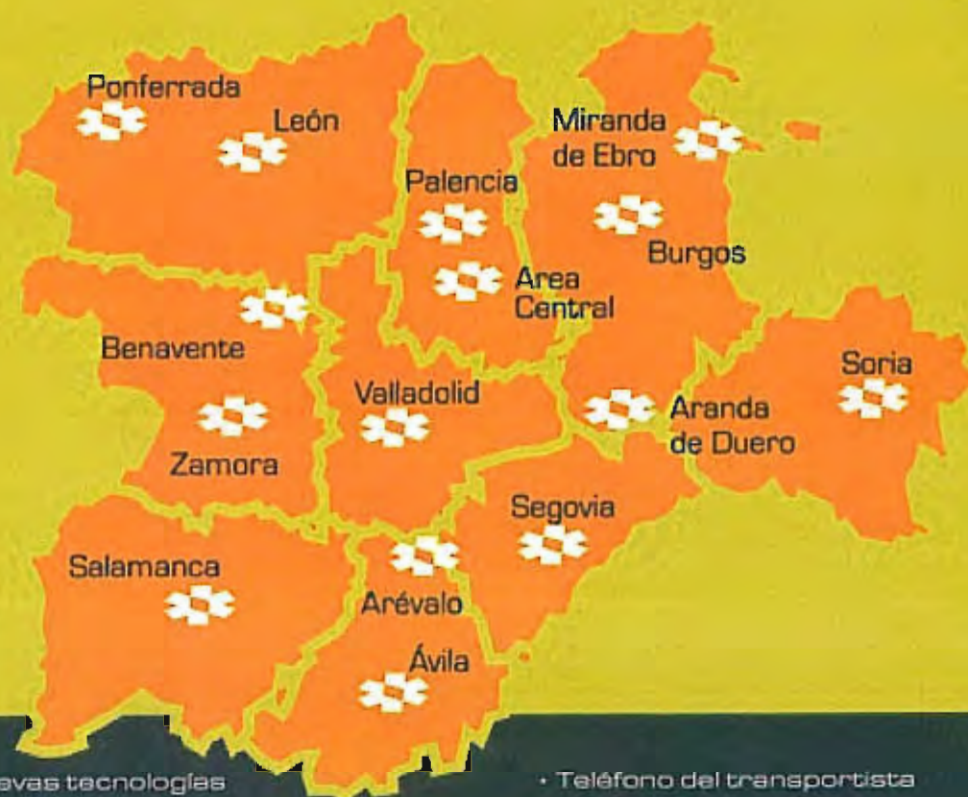 Ponferrada
León
Miranda
de Ebro
Palencia
Burgos
Area
Central
Benavente
Valladolid
Soria
Aranda
de Duero
Zamora
Segovia
Salamanca
Arévalo
Ávila
evas tecnologías
• Teléfono del transportista